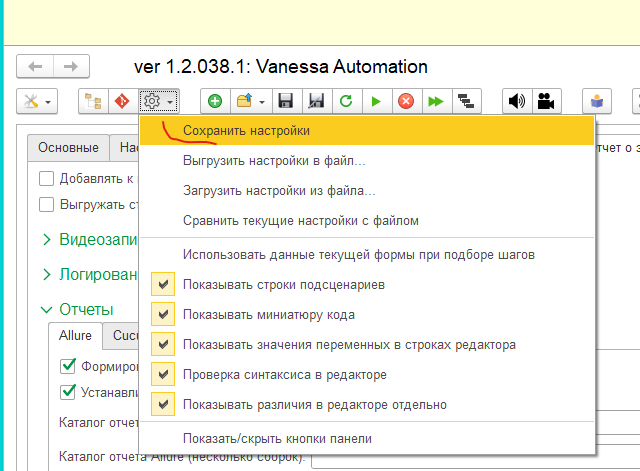 ver 1.2.038.1: Vanessa Automation
Сохранить настройки
Основные
Нас
отчет о з
Выгрузить настройки в файл...
Добавлять к
Загрузить настройки из файла...
Выгружать ст
Сравнить текущие настройки с файлом
Видеозапи
Использовать данные текущей формы при подборе шагов
Логирован
Показывать строки подсценариев
Отчеты
Показывать миниатюру кода
Allure
Cucu
Показывать значения переменных в строках редактора
Формиров
Проверка синтаксиса в редакторе
Устанавли
Показывать различия в редакторе отдельно
Каталог отчет
Показать/скрыть кнопки панели
Каталог отчета Allure (несколько сборок):